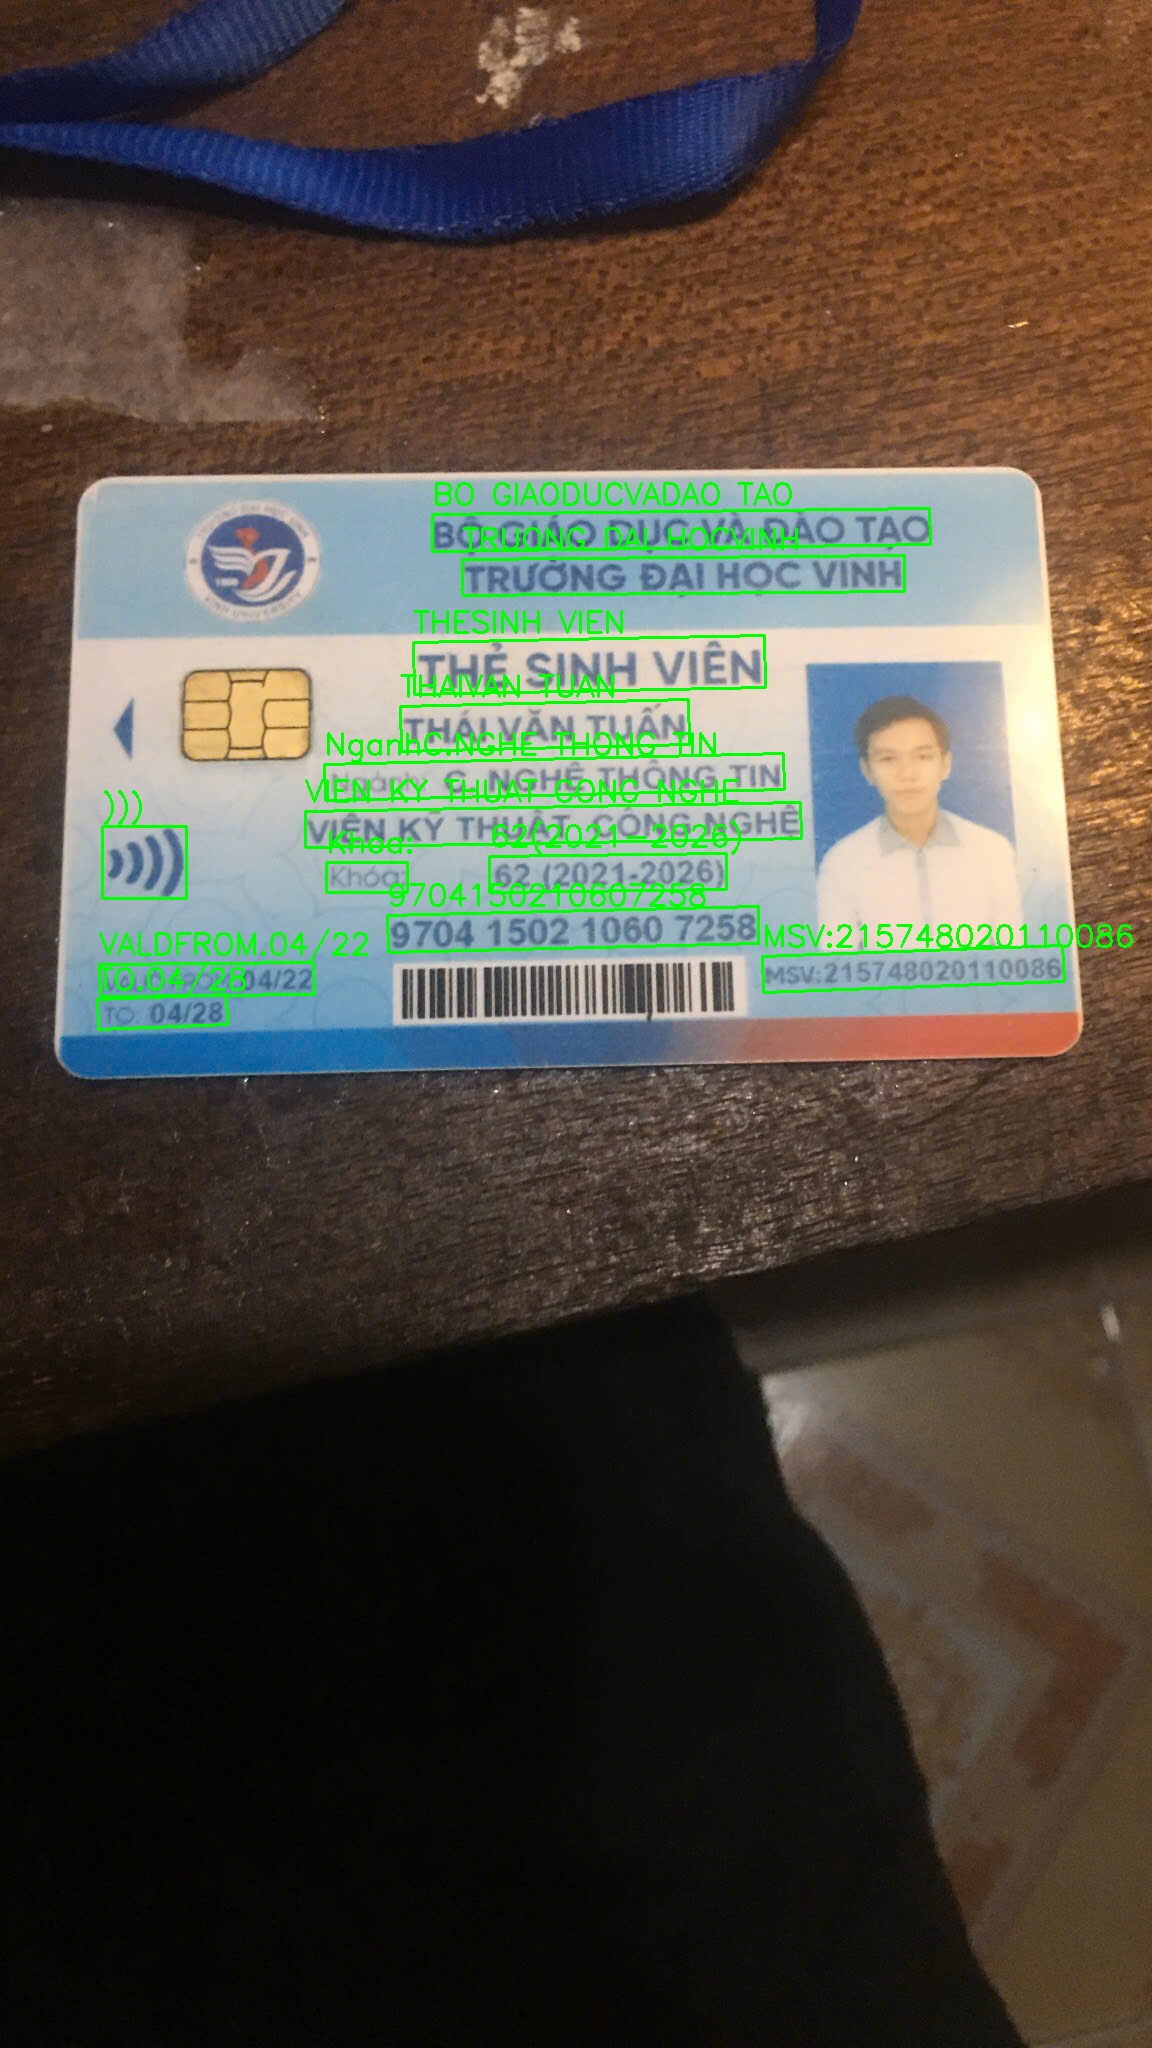 BO GIAODUCVADAO TAO
BỘ GIÁO DỤC VÀ ĐÀO TẠO
TRUONG DAI HOCVINH
TRƯỜNG ĐẠI HỌC VINH
THESINH VIEN
THẺ SINH VIÊN
THAIVAN TUAN
THÁI VĂN TUẤN
NganhC.NGHE THONG TIN
Ngành: C. NGHỆ THÔNG TIN
VIEN KY THUAT CONG NGHE
VIỆN KỸ THUẬT CÔNG NGHỆ
)))
Khoa: 62(2021-2026)
Khóa: 62 (2021-2026)
9704150210607258
9704 1502 1060 7258
VALDFROM.04/22 MSV:215748020110086
04/22 MSV:215748020110086
TO.04/28
TO: 04/28